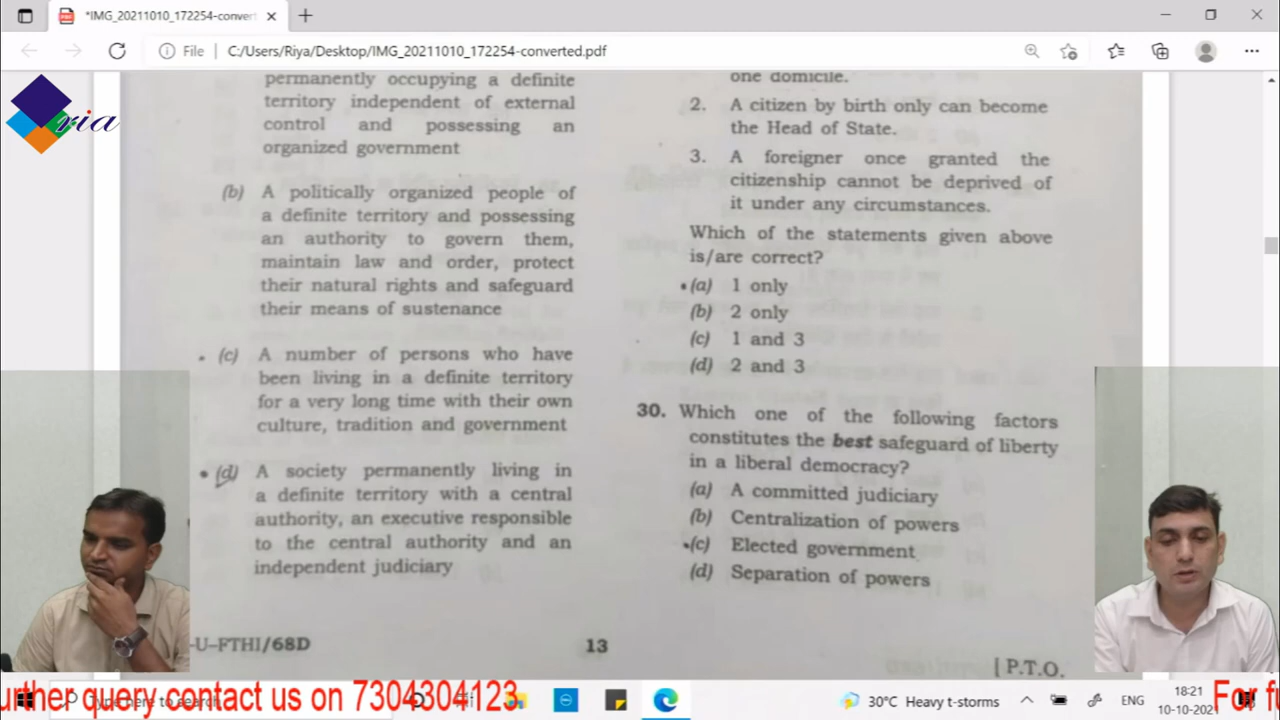 *IMG_20211010_172254-conver
File
C:/Users/Riya/Desktop/IMG_20211010_172254-converted.pdf
ria
permanently occupying a definite
territory independent of external
control and possessing an
organized government
(b) A politically organized people of
a definite territory and possessing
an authority to govern them,
maintain law and order, protect
their natural rights and safeguard
their means of sustenance
(c) A number of persons who have
been living in a definite territory
for a very long time with their own
culture, tradition and government
(d) A society permanently living in
a definite territory with a central
authority, an executive responsible
to the central authority and an
independent judiciary
-U-FTHI/68D
13
one domicile.
2. A citizen by birth only can become
the Head of State.
3. A foreigner once granted the
citizenship cannot be deprived of
it under any circumstances.
Which of the statements given above
is/are correct?
(a) 1 only
(b) 2 only
(c) 1 and 3
(d) 2 and 3
30. Which one of the following factors
constitutes the best safeguard of liberty
in a liberal democracy?
(a) A committed judiciary
(b) Centralization of powers
(c) Elected government
(d) Separation of powers
[ P.T.O.
urther query contact us on 7304304123
For f
Type here to search
30°C Heavy t-storms
ENG
18:21
10-10-2021